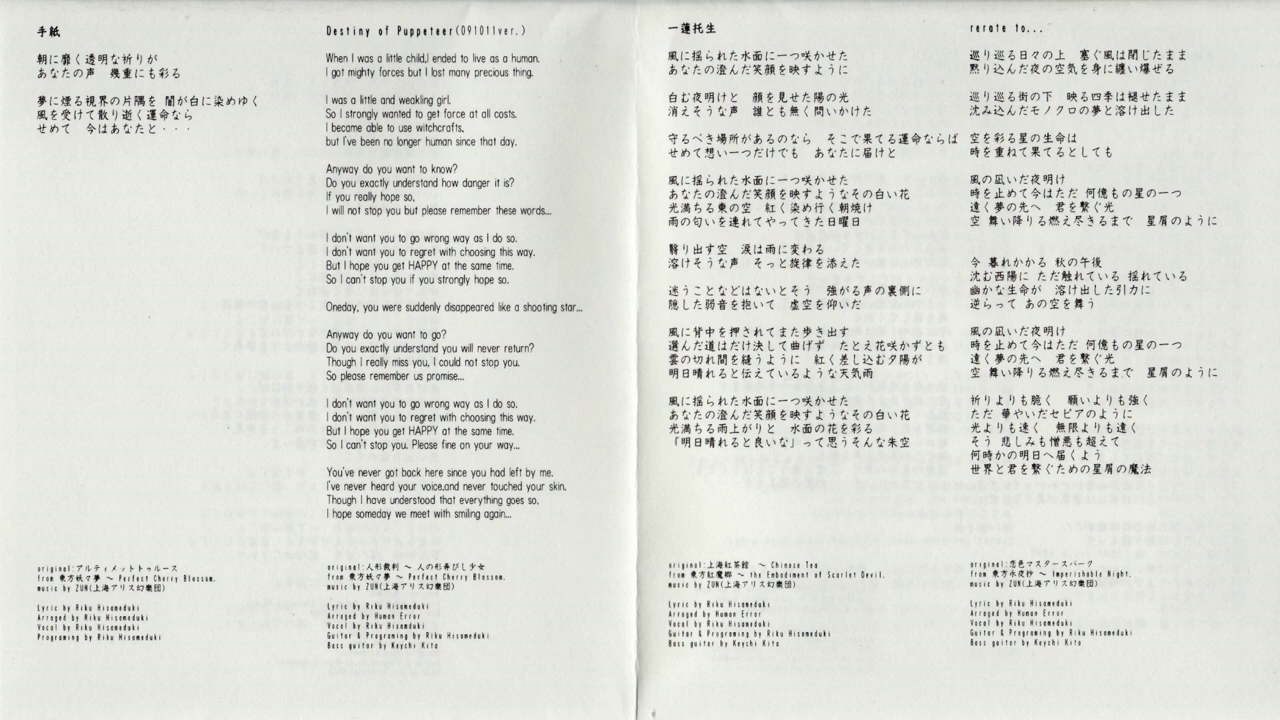 手紙
朝に靡く透明な祈りが
あなたの声　幾重にも彩る
夢に煙る視界の片隅を 闇が白に染めゆく
風を受けて散り逝く運命なら
せめて　今はあなたと・・・
original:アルティメットトゥルース
from 東方妖々夢 ～ Perfect Cherry Blossom.
music by ZUN(上海アリス幻樂団)
Lyric by Riku Hisameduki
Arraged by Riku Hisameduki
Vocal by Riku Hisameduki
Programing by Riku Hisameduki
Destiny of Puppeteer(091011ver.)
When I was a little child,I ended to live as a human.
I got mighty forces but I lost many precious thing.
I was a little and weakling girl.
So I strongly wanted to get force at all costs.
I became able to use witchcrafts,
but I've been no longer human since that day.
Anyway do you want to know?
Do you exactly understand how danger it is?
If you really hope so,
I will not stop you but please remember these words...
I don't want you to go wrong way as I do so.
I don't want you to regret with choosing this way.
But I hope you get HAPPY at the same time.
So I can't stop you if you strongly hope so.
Oneday, you were suddenly disappeared like a shooting star...
Anyway do you want to go?
Do you exactly understand you will never return?
Though I really miss you, I could not stop you.
So please remember us promise...
I don't want you to go wrong way as I do so.
I don't want you to regret with choosing this way.
But I hope you get HAPPY at the same time.
So I can't stop you. Please fine on your way...
You've never got back here since you had left by me.
I've never heard your voice,and never touched your skin.
Though I have understood that everything goes so.
I hope someday we meet with smiling again...
original:人形裁判 ～ 人の形弄びし少女
from 東方妖々夢 ～ Perfect Cherry Blossom.
music by ZUN(上海アリス幻樂団)
Lyric by Riku Hisameduki
Arraged by Human Error
Vocal by Riku Hisameduki
Guitar & Programing by Riku Hisameduki
Bass guitar by Keychi Kita
一蓮托生
風に揺られた水面に一つ咲かせた
あなたの澄んだ笑顔を映すように
白む夜明けと　顔を見せた陽の光
消えそうな声　誰とも無く問いかけた
守るべき場所があるのなら　そこで果てる運命ならば
せめて想い一つだけでも　あなたに届けと
風に揺られた水面に一つ咲かせた
あなたの澄んだ笑顔を映すようなその白い花
光満ちる東の空　紅く染め行く朝焼け
雨の匂いを連れてやってきた日曜日
翳り出す空　涙は雨に変わる
溶けそうな声　そっと旋律を添えた
迷うことなどはないとそう　強がる声の裏側に
隠した弱音を抱いて　虚空を仰いだ
風に背中を押されてまた歩き出す
選んだ道はだけ決して曲げず　たとえ花咲かずとも
雲の切れ間を縫うように　紅く差し込む夕陽が
明日晴れると伝えているような天気雨
風に揺られた水面に一つ咲かせた
あなたの澄んだ笑顔を映すようなその白い花
光満ちる雨上がりと　水面の花を彩る
「明日晴れると良いな」って思うそんな朱空
original:上海紅茶館　～ Chinese Tea
from 東方紅魔郷 ～ the Embodiment of Scarlet Devil.
music by ZUN(上海アリス幻樂団)
Lyric by Riku Hisameduki
Arraged by Human Error
Vocal by Riku Hisameduki
Guitar & Programing by Riku Hisameduki
Bass guitar by Keychi Kita
rerate to...
巡り巡る日々の上　塞ぐ風は閉じたまま
黙り込んだ夜の空気を身に纏い爆ぜる
巡り巡る街の下　映る四季は褪せたまま
沈み込んだモノクロの夢と溶け出した
空を彩る星の生命は
時を重ねて果てるとしても
風の凪いだ夜明け
時を止めて今はただ 何億もの星の一つ
遠く夢の先へ　君を繋ぐ光
空 舞い降りる燃え尽きるまで　星屑のように
今 暮れかかる 秋の午後
沈む西陽に ただ触れている 揺れている
幽かな生命が　溶け出した引力に
逆らって あの空を舞う
風の凪いだ夜明け
時を止めて今はただ 何億もの星の一つ
遠く夢の先へ　君を繋ぐ光
空 舞い降りる燃え尽きるまで　星屑のように
祈りよりも脆く　願いよりも強く
ただ 華やいだセピアのように
光よりも速く　無限よりも遠く
そう 悲しみも憎悪も超えて
何時かの明日へ届くよう
世界と君を繋ぐための星屑の魔法
original:恋色マスタースパーク
from 東方永夜抄 ～ Imperishable Night.
music by ZUN(上海アリス幻樂団)
Lyric by Riku Hisameduki
Arraged by Human Error
Vocal by Riku Hisameduki
Guitar & Programing by Riku Hisameduki
Bass guitar by Keychi Kita